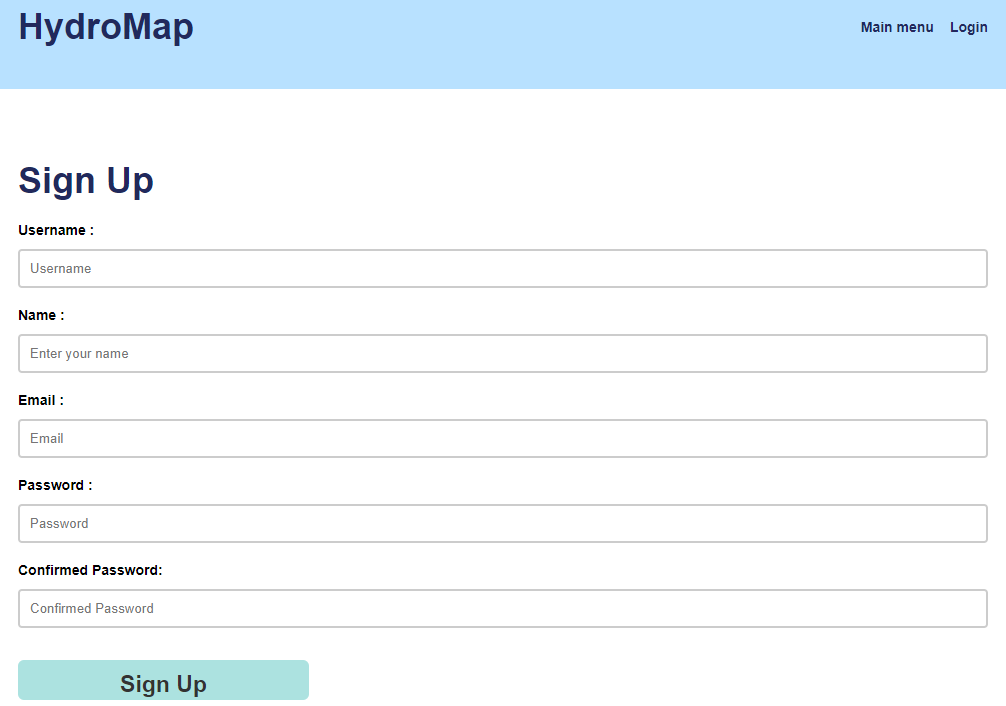 HydroMap
Main menu Login
Sign Up
Username :
Username
Name :
Enter your name
Email :
Email
Password :
Password
Confirmed Password:
Confirmed Password
Sign Up